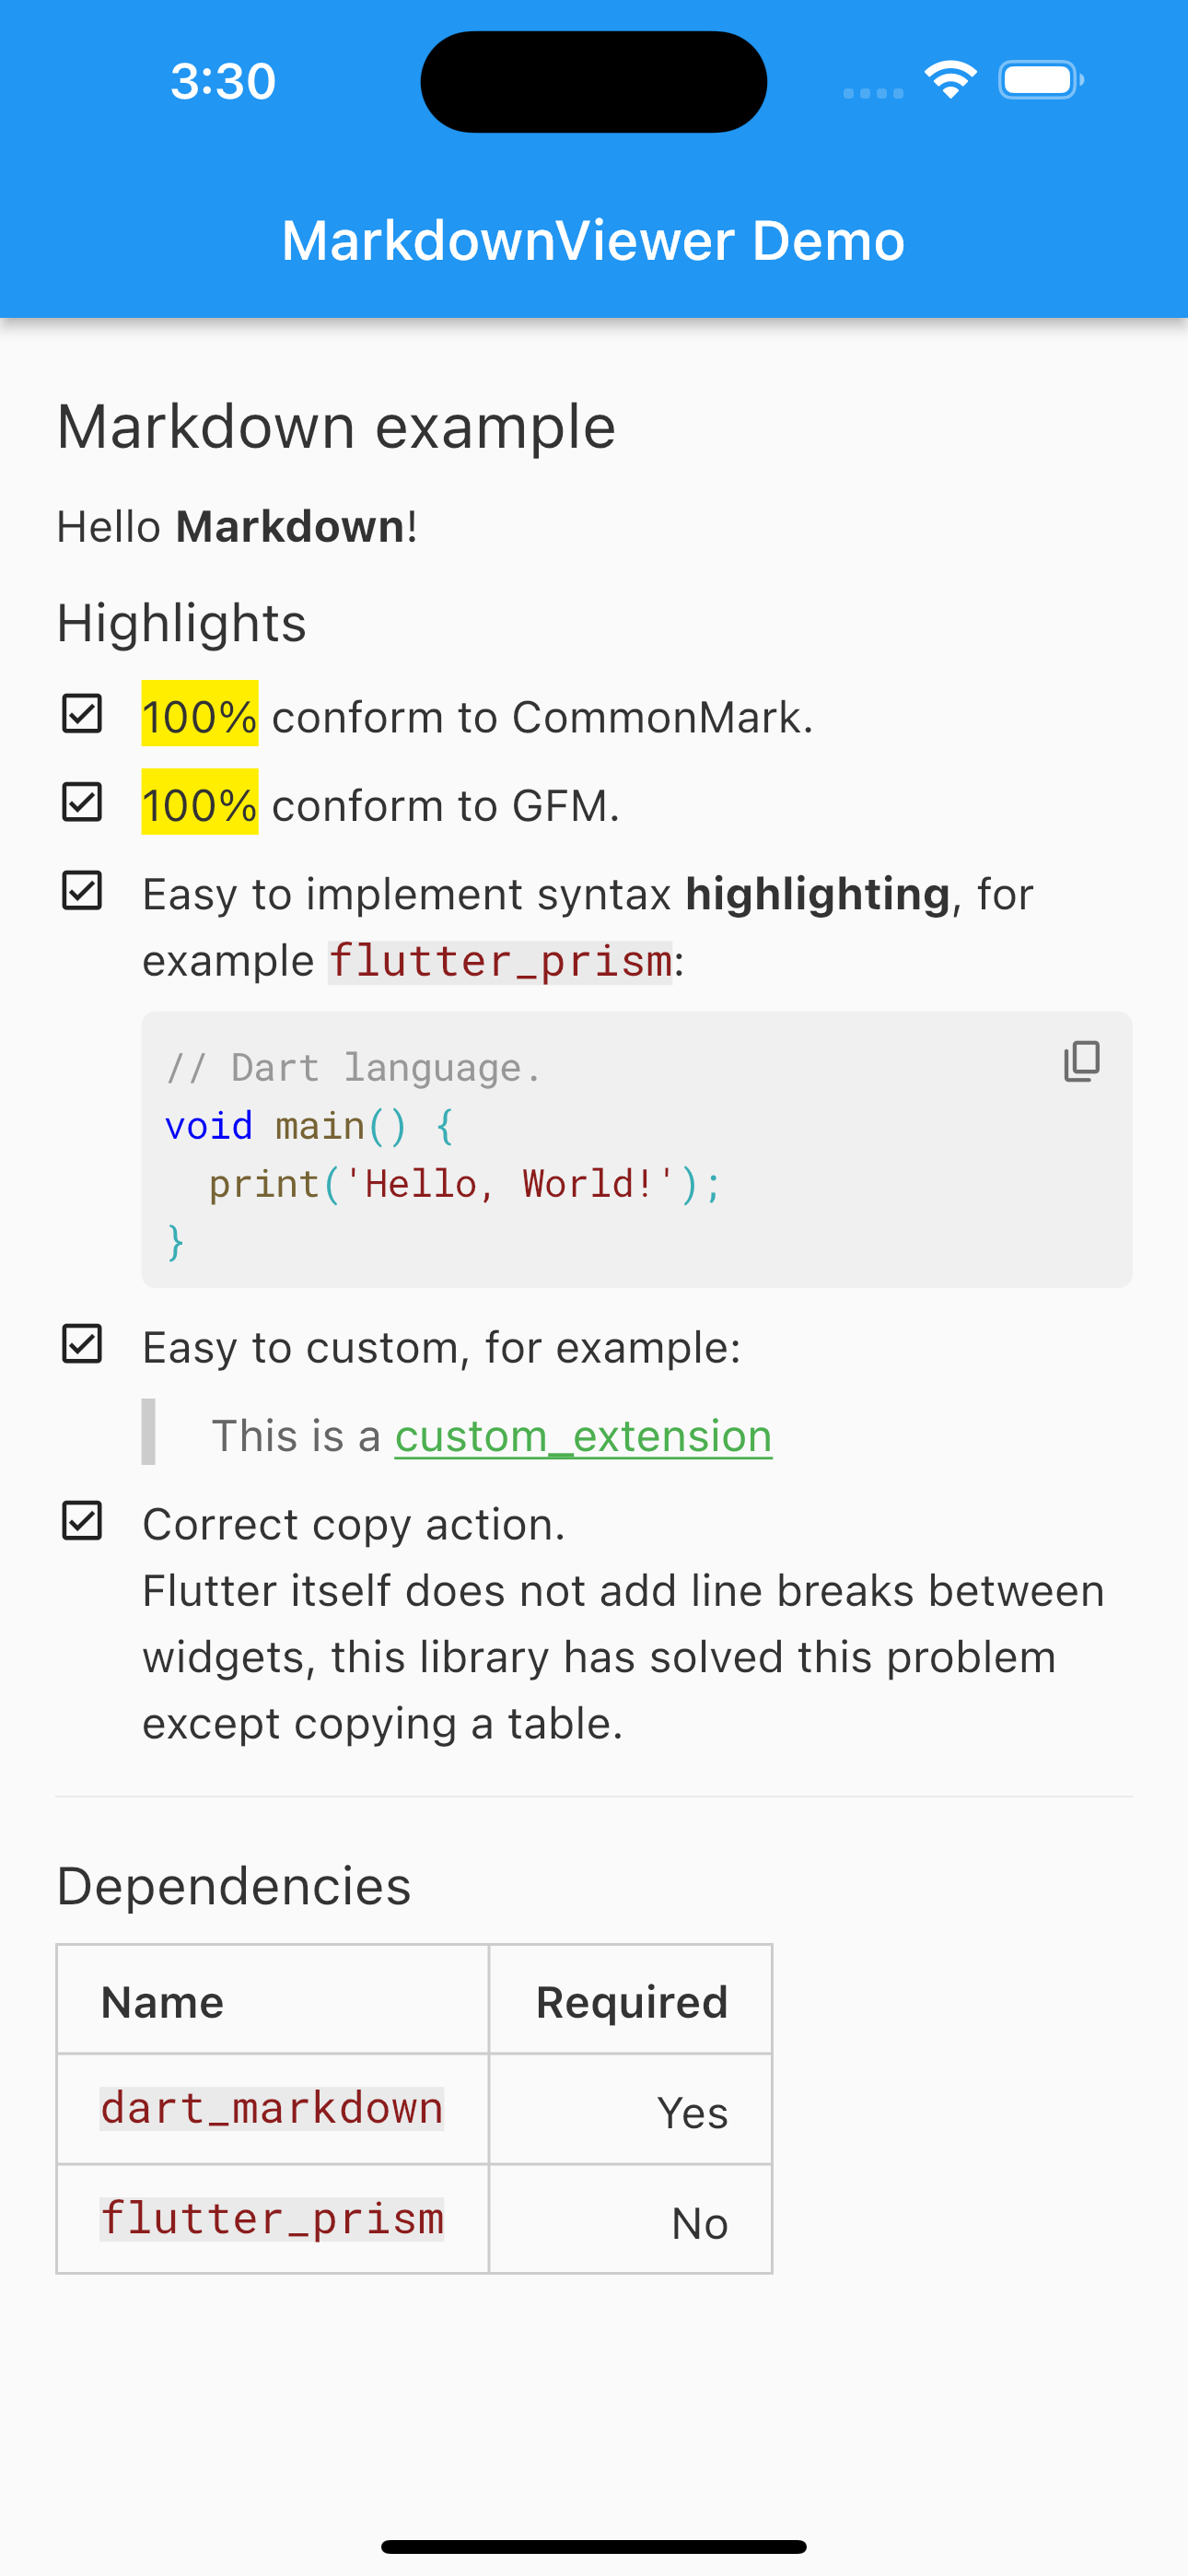 3:30
MarkdownViewer Demo
Markdown example
Hello Markdown!
Highlights
100% conform to CommonMark.
100% conform to GFM.
Easy to implement syntax highlighting, for
example flutter_prism:
// Dart language.
void main() {
  print('Hello, World!');
}
Easy to custom, for example:
This is a custom_extension
Correct copy action.
Flutter itself does not add line breaks between
widgets, this library has solved this problem
except copying a table.
Dependencies
Name Required
dart_markdown Yes
flutter_prism No